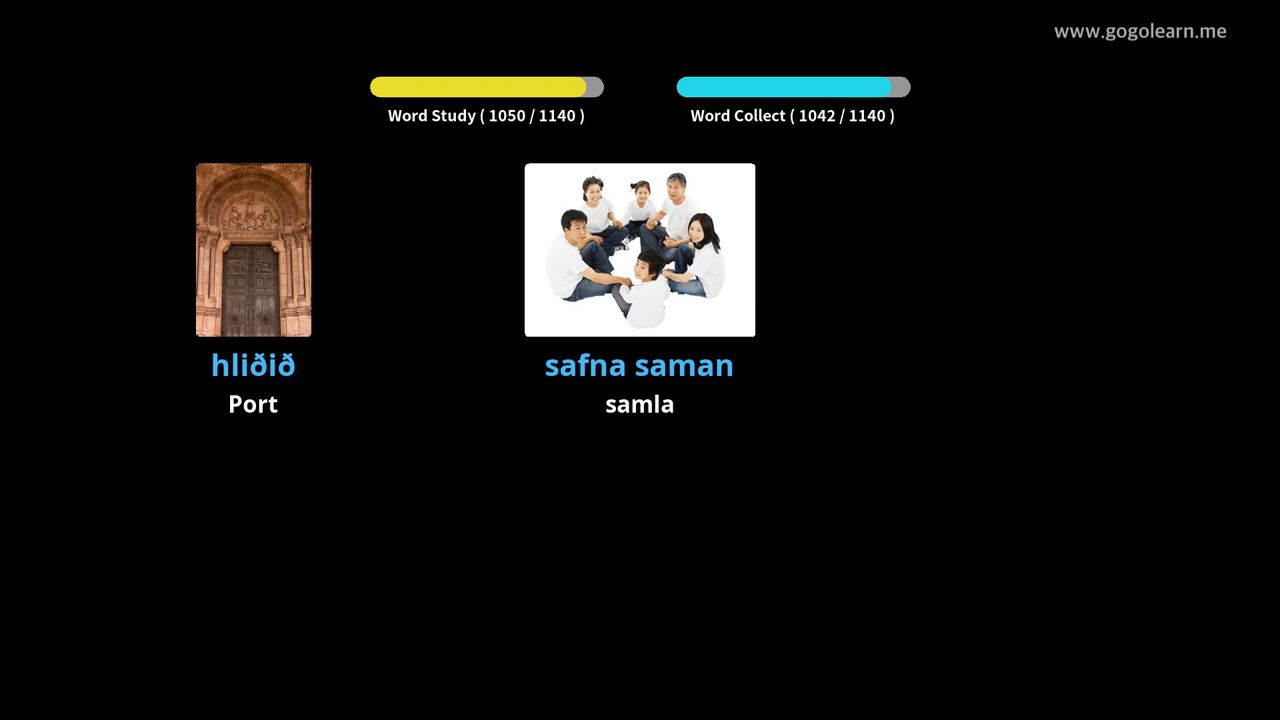 www.gogolearn.me
Word Study ( 1050 / 1140 )
Word Collect ( 1042 / 1140 )
hliðið
Port
safna saman
samla